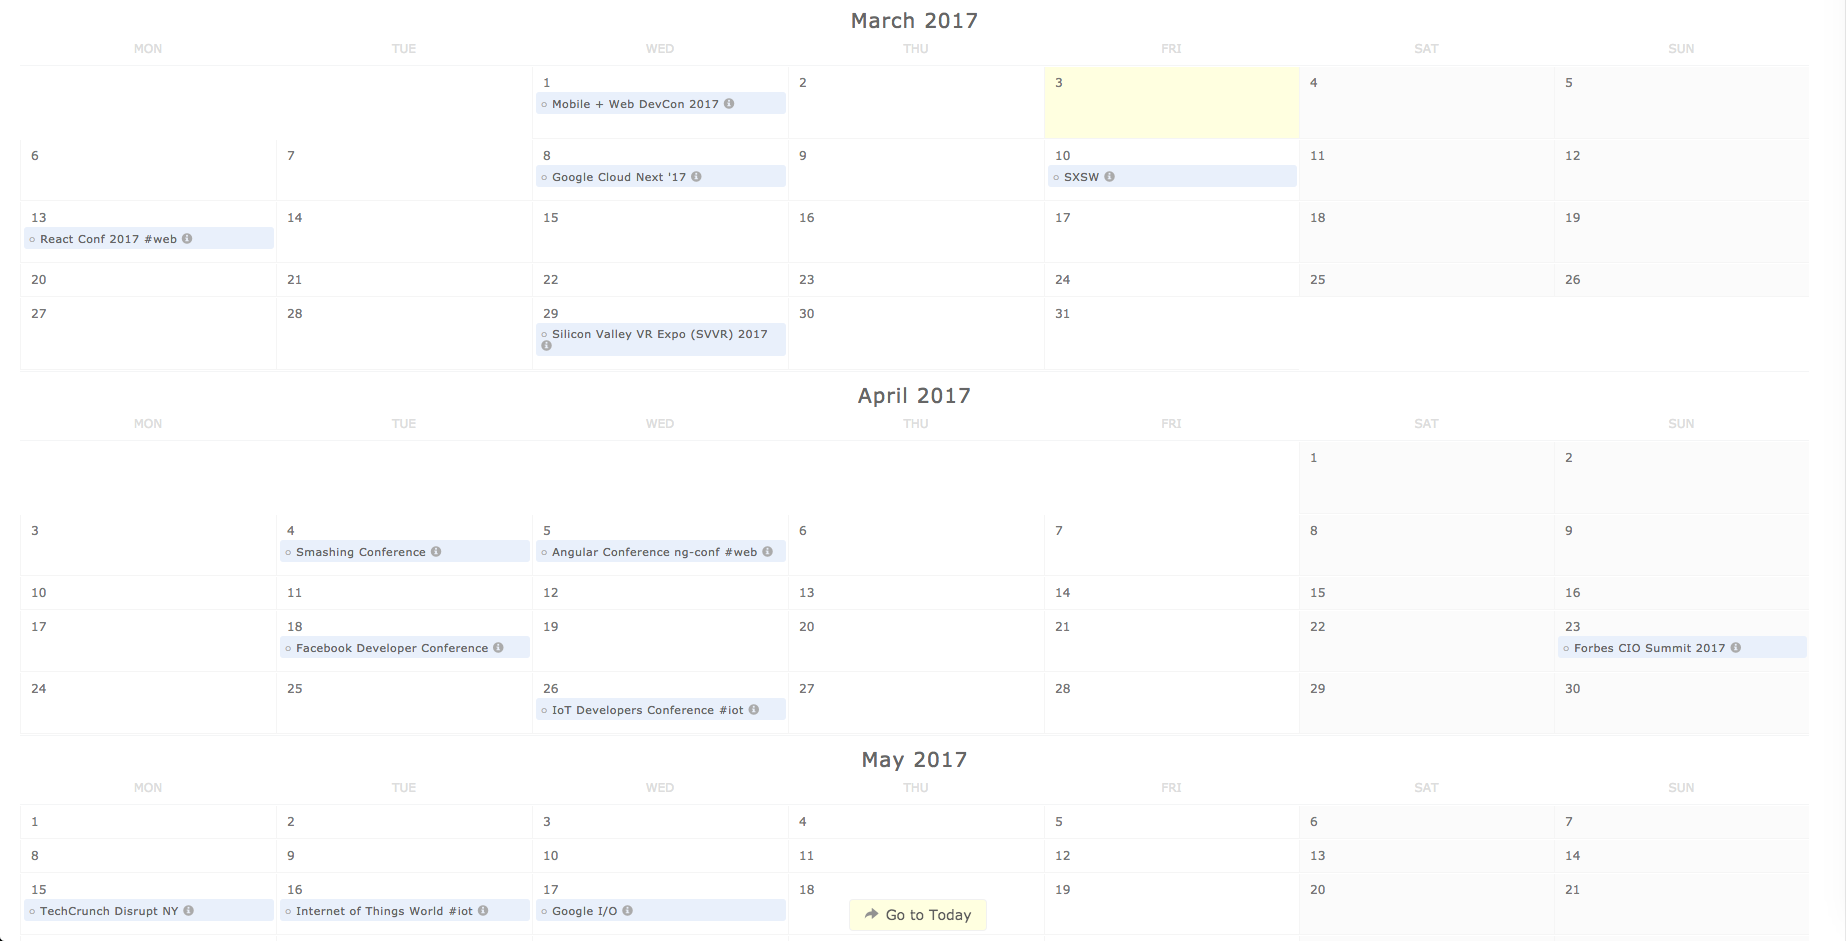 March 2017
MON TUE WED THU FRI SAT SUN
1 2 3 4 5
Mobile + Web DevCon 2017
6 7 8 9 10 11 12
Google Cloud Next '17 SXSW
13 14 15 16 17 18 19
React Conf 2017 #web
20 21 22 23 24 25 26
27 28 29 30 31
Silicon Valley VR Expo (SVVR) 2017
April 2017
MON TUE WED THU FRI SAT SUN
1 2
3 4 5 6 7 8 9
Smashing Conference Angular Conference ng-conf #web
10 11 12 13 14 15 16
17 18 19 20 21 22 23
Facebook Developer Conference Forbes CIO Summit 2017
24 25 26 27 28 29 30
IoT Developers Conference #iot
May 2017
MON TUE WED THU FRI SAT SUN
1 2 3 4 5 6 7
8 9 10 11 12 13 14
15 16 17 18 19 20 21
TechCrunch Disrupt NY Internet of Things World #iot Google I/O Go to Today